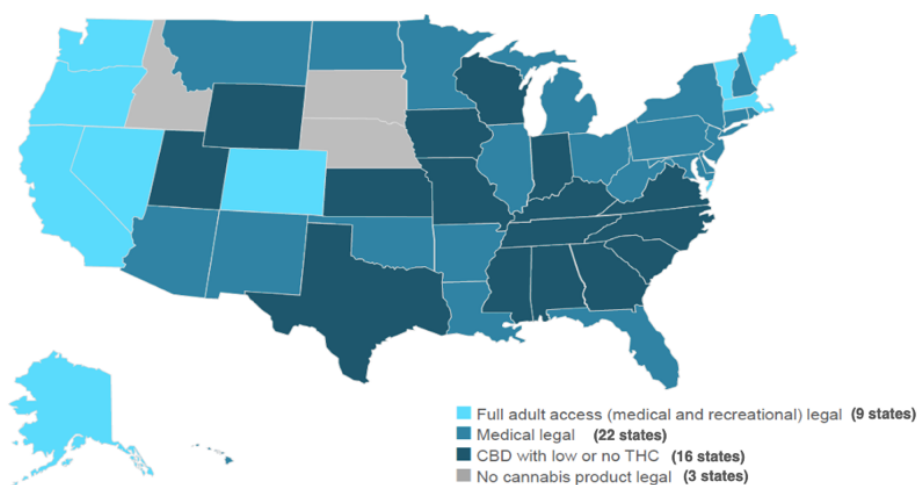 Full adult access (medical and recreational) legal (9 states)
Medical legal (22 states)
CBD with low or no THC (16 states)
No cannabis product legal (3 states)